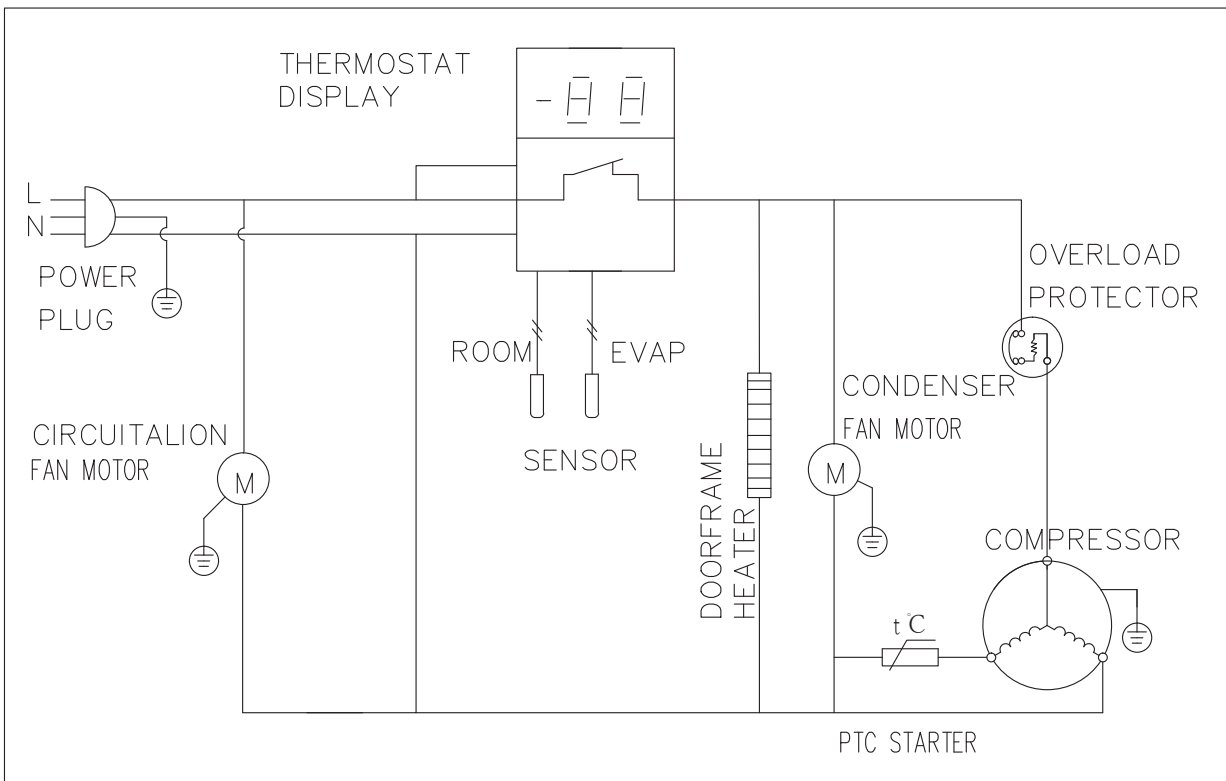 THERMOSTAT
DISPLAY
-88
L
N
POWER
PLUG
OVERLOAD
PROTECTOR
ROOM
EVAP
SENSOR
CONDENSER
FAN MOTOR
CIRCUITALION
FAN MOTOR
M
M
DOORFRAME
HEATER
COMPRESSOR
t℃
PTC STARTER